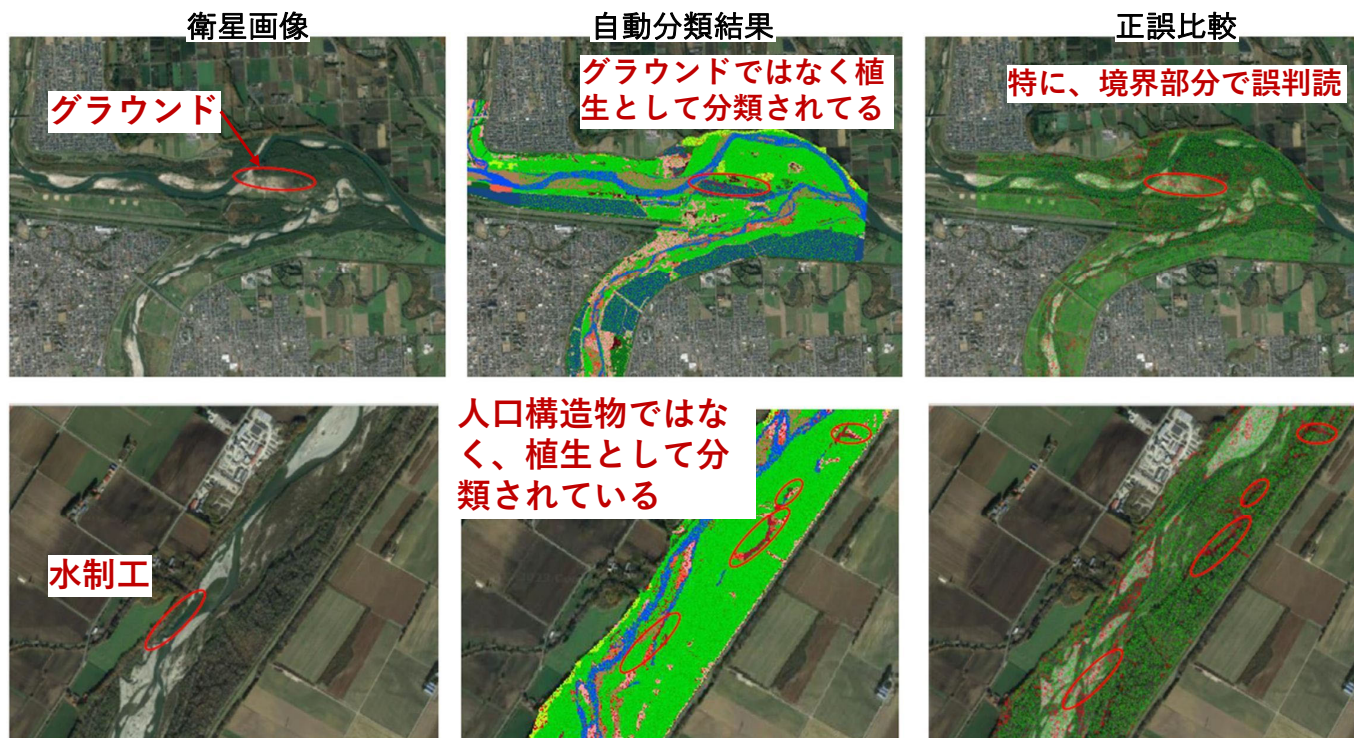 衛星画像
自動分類結果
正誤比較
グラウンド
グラウンドではなく植
生として分類されてる
特に、境界部分で誤判読
人口構造物ではな
く、植生として分
類されている
水制工